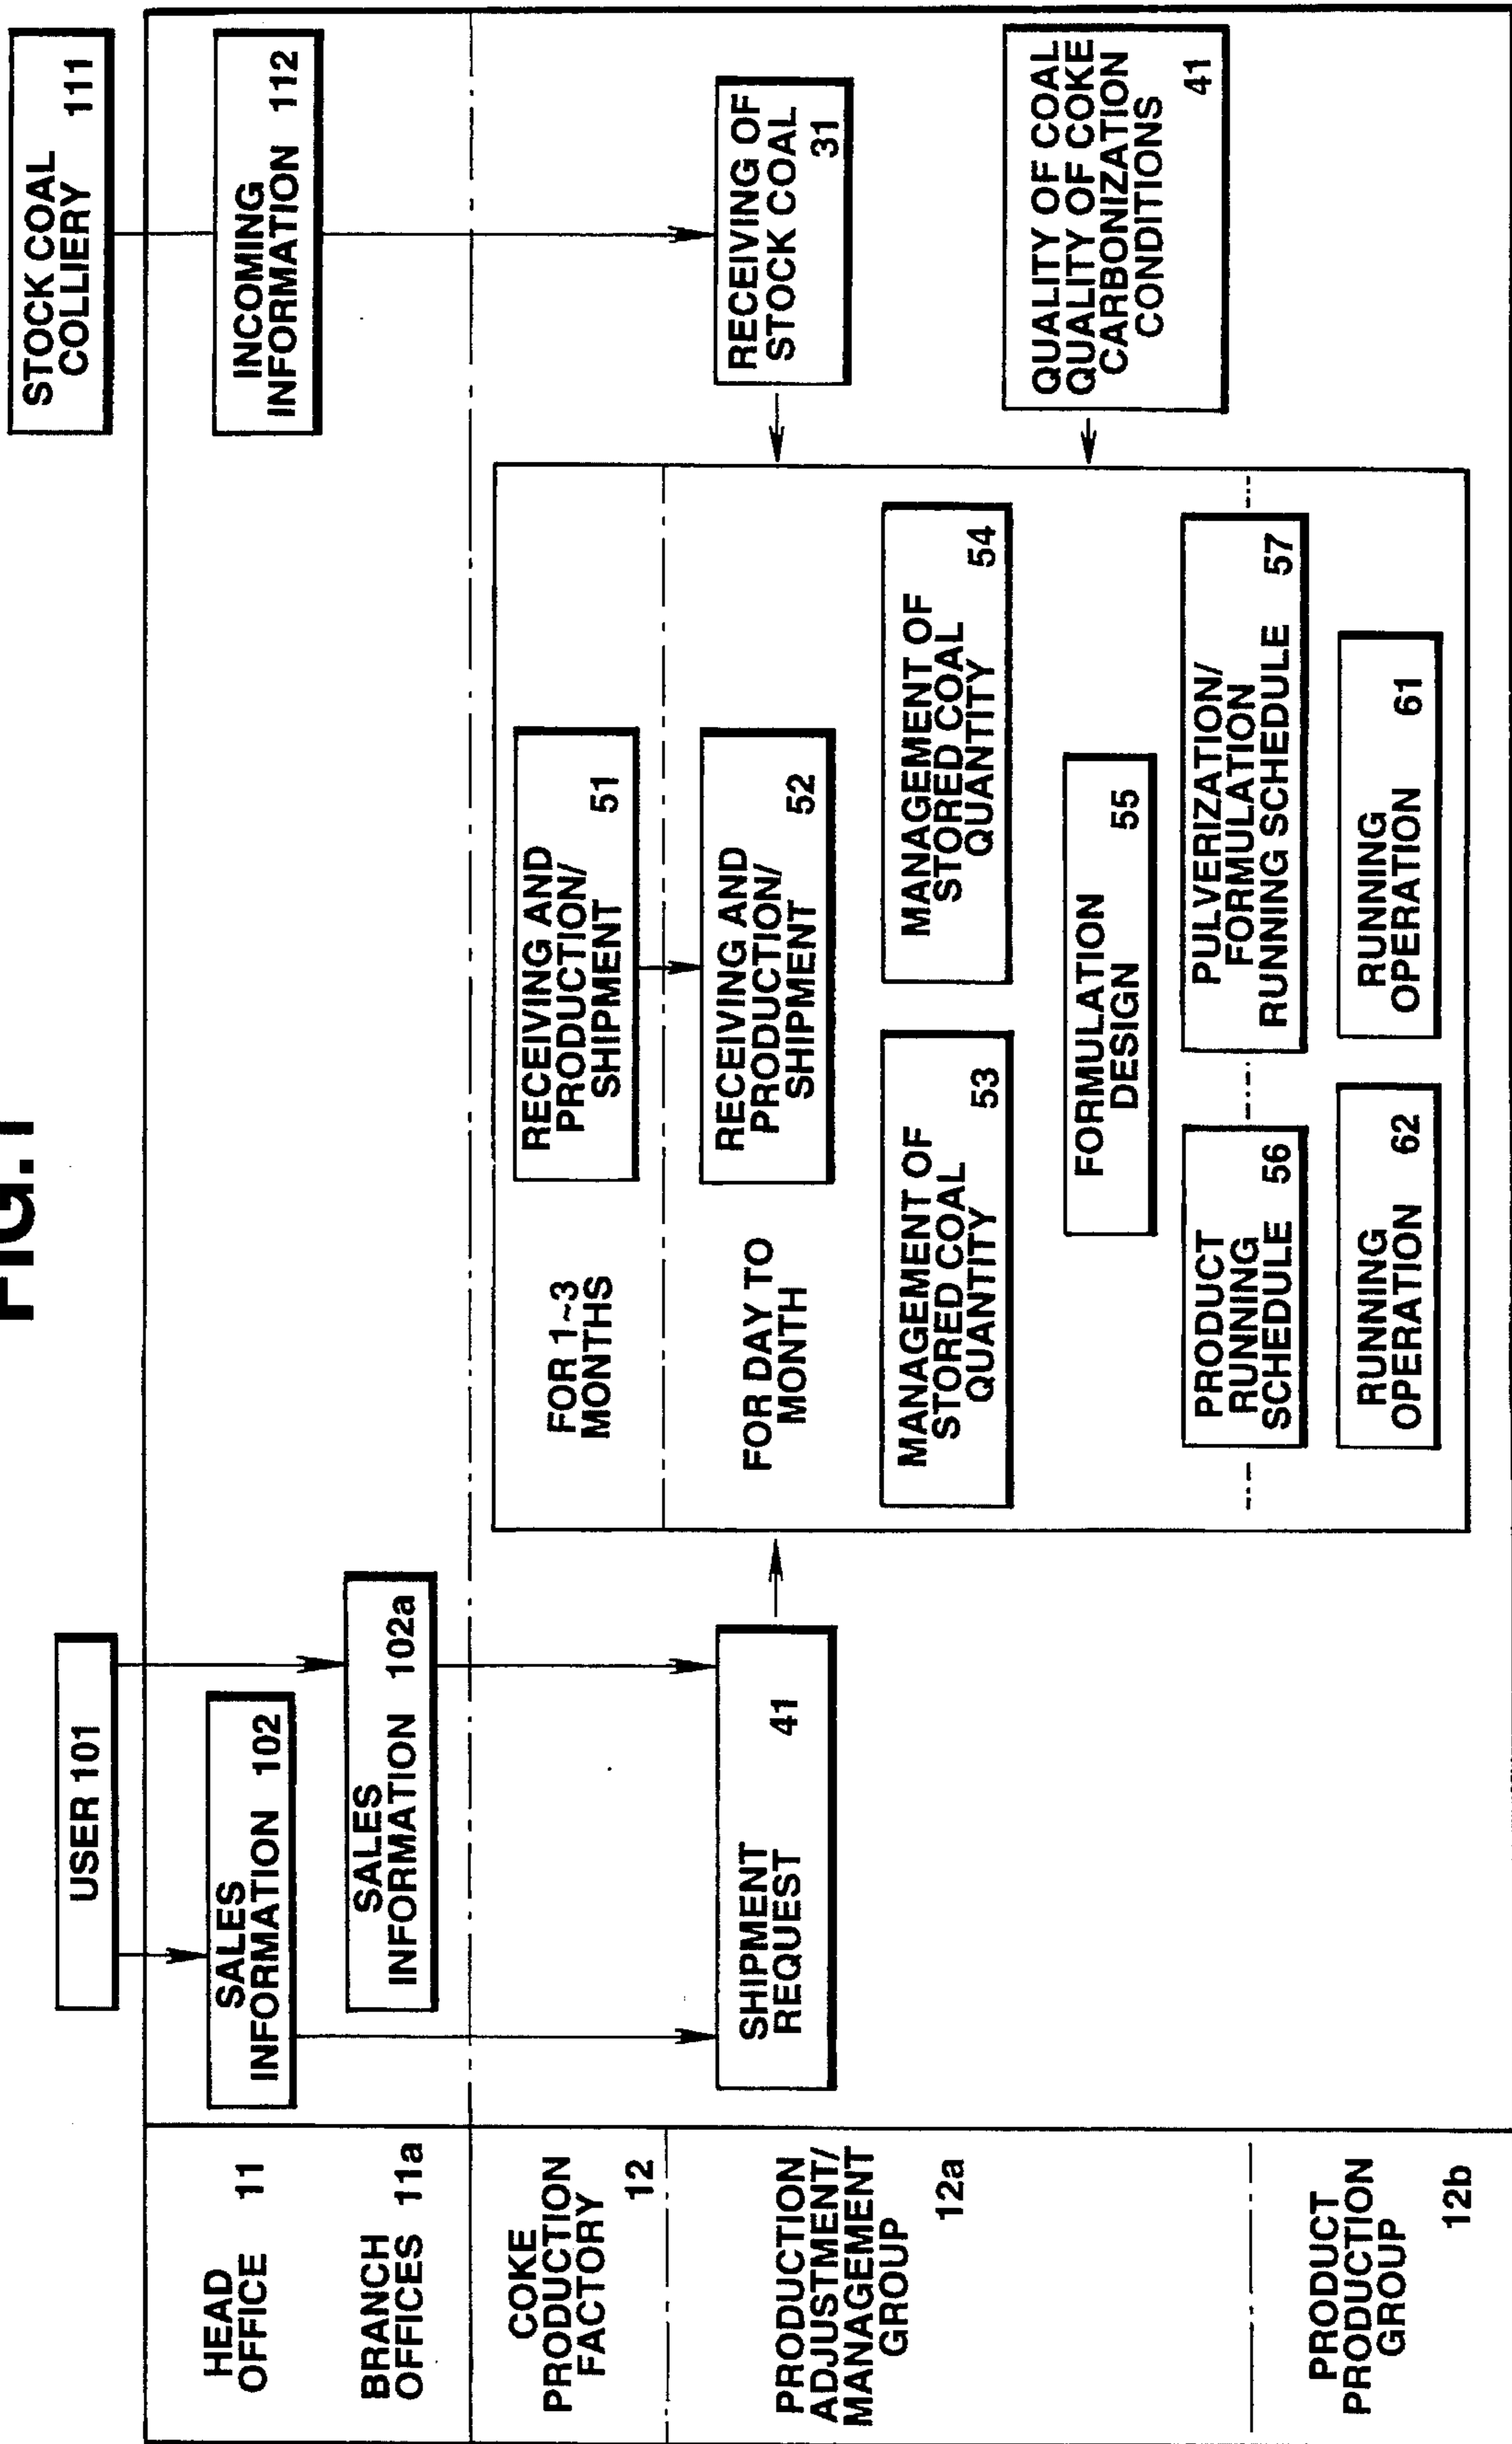 FIG.1
USER 101
STOCK COAL
COLLIERY 111
HEAD
OFFICE 11
SALES
INFORMATION 102
INCOMING
INFORMATION 112
BRANCH
OFFICES 11a
SALES
INFORMATION 102a
COKE
PRODUCTION
FACTORY
12
FOR 1~3
MONTHS
RECEIVING AND
PRODUCTION/
SHIPMENT 51
PRODUCTION
ADJUSTMENT/
MANAGEMENT
GROUP
12a
SHIPMENT
REQUEST 41
FOR DAY TO
MONTH
RECEIVING AND
PRODUCTION/
SHIPMENT 52
RECEIVING OF
STOCK COAL
31
MANAGEMENT OF
STORED COAL
QUANTITY 53
MANAGEMENT OF
STORED COAL
QUANTITY 54
QUALITY OF COAL
QUALITY OF COKE
CARBONIZATION
CONDITIONS
41
FORMULATION
DESIGN 55
PRODUCT
RUNNING
SCHEDULE 56
PULVERIZATION/
FORMULATION
RUNNING SCHEDULE 57
PRODUCT
PRODUCTION
GROUP
12b
RUNNING
OPERATION 62
RUNNING
OPERATION 61